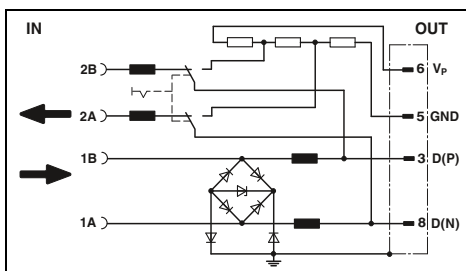 IN
OUT
2B
6 VP
2A
5 GND
1B
3 D(P)
1A
8 D(N)